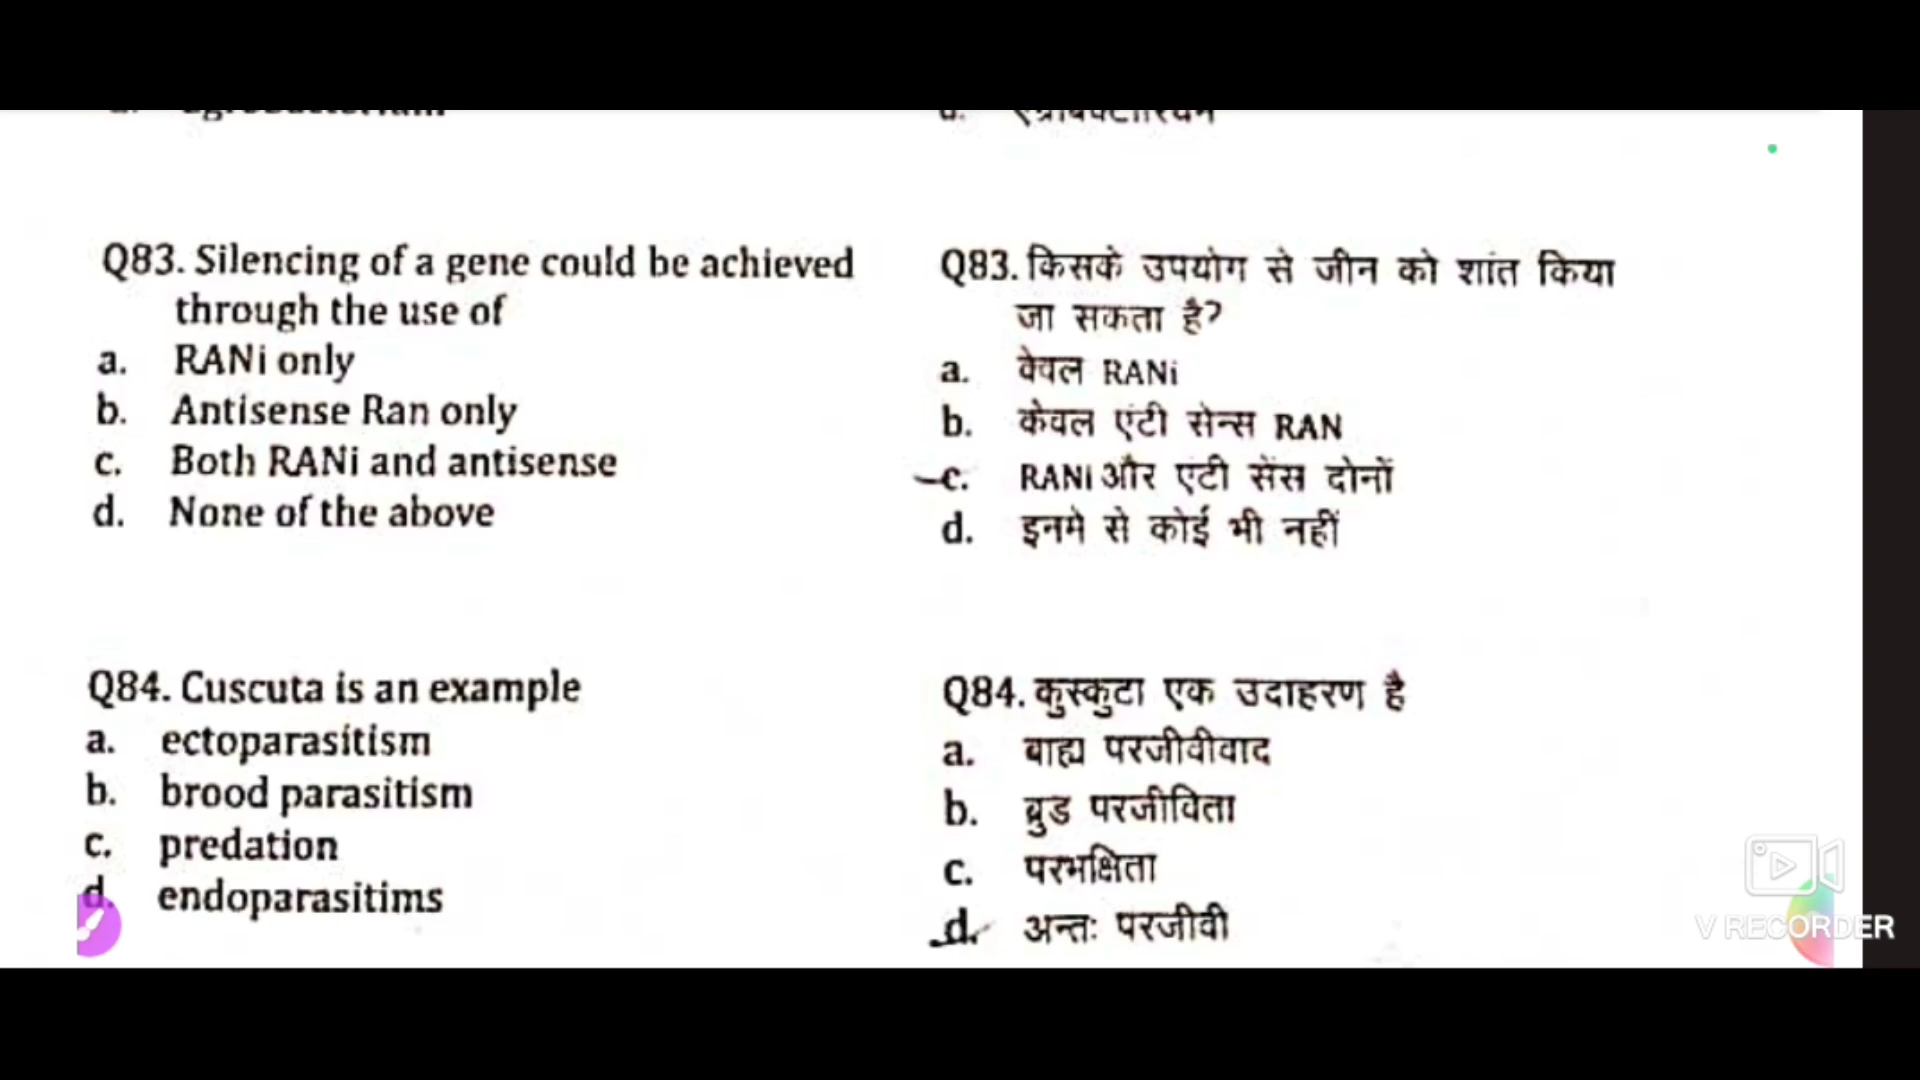 Q83. Silencing of a gene could be achieved
through the use of
a. RANi only
b. Antisense Ran only
c. Both RANi and antisense
d. None of the above
Q84. Cuscuta is an example
a. ectoparasitism
b. brood parasitism
c. predation
d. endoparasitims
Q83. किसके उपयोग से जीन को शांत किया
जा सकता है?
a. केवल RANi
b. केवल एंटी सेन्स RAN
c. RANi और एंटी सेंस दोनों
d. इनमे से कोई भी नहीं
Q84. कुस्कुटा एक उदाहरण है
a. बाह्य परजीवीवाद
b. ब्रुड परजीविता
c. परभक्षिता
d. अन्तः परजीवी
V RECORDER